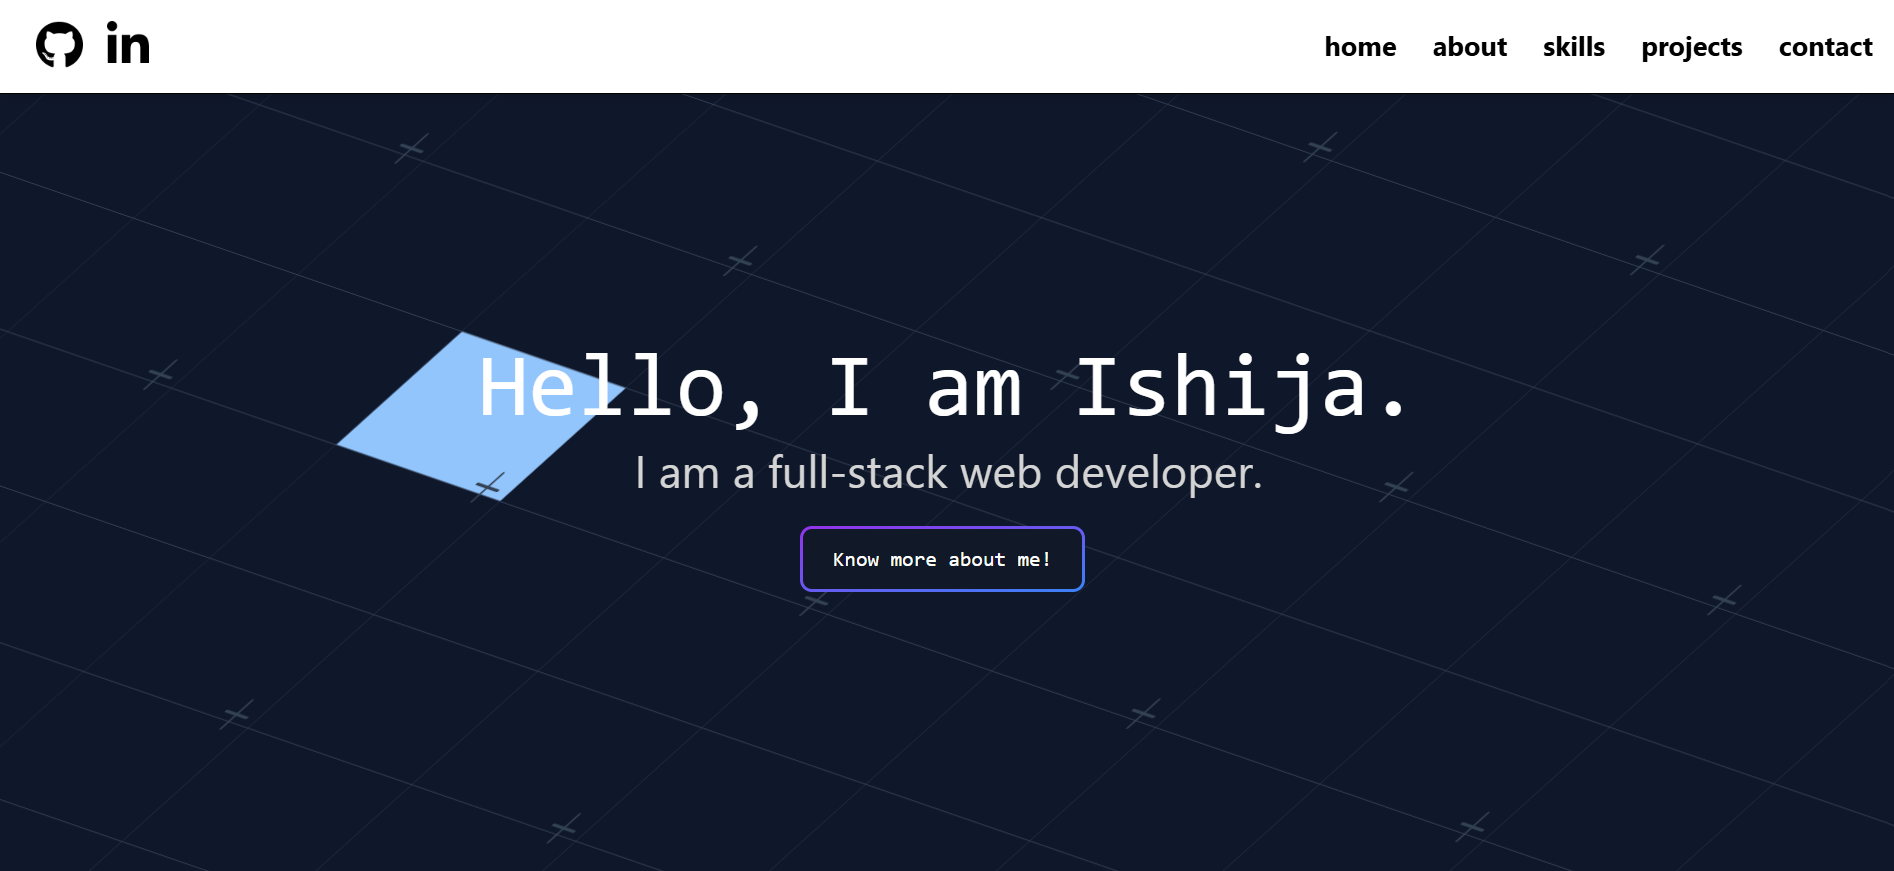 in
home about skills projects contact
Hello, I am Ishija.
I am a full-stack web developer.
Know more about me!